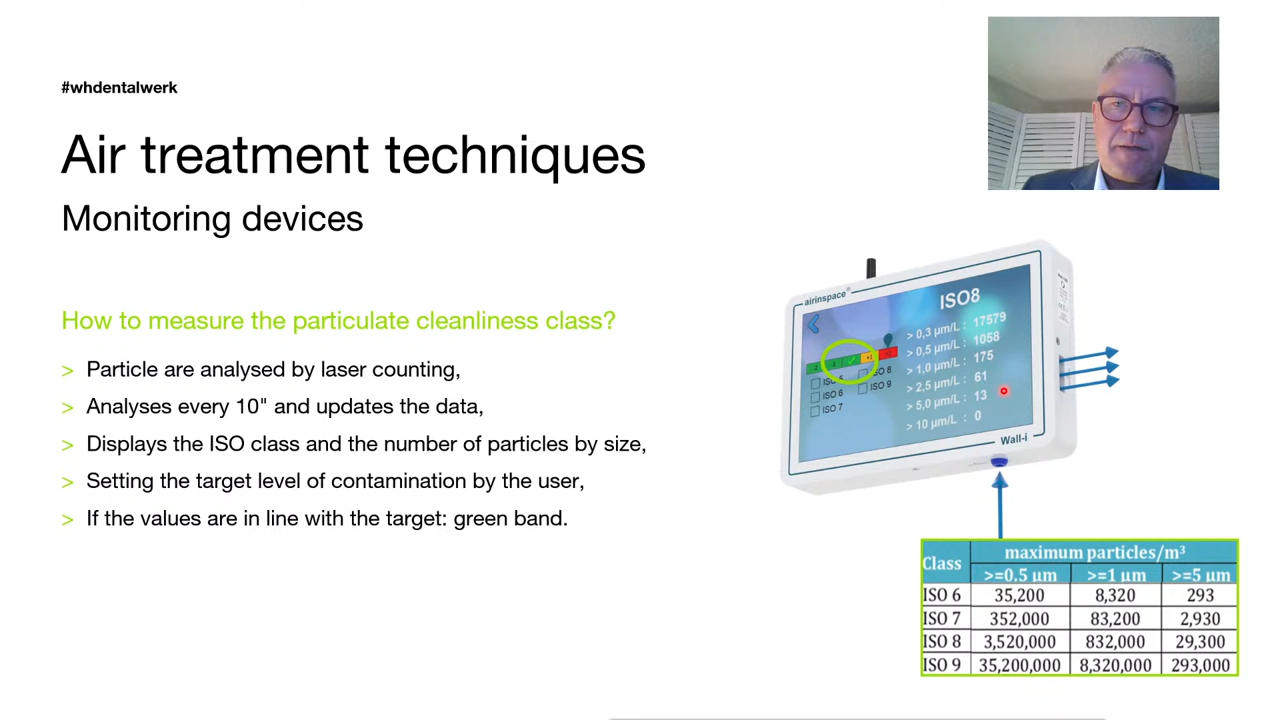 #whdentalwerk
Air treatment techniques
Monitoring devices
How to measure the particulate cleanliness class?
> Particle are analysed by laser counting,
> Analyses every 10" and updates the data,
> Displays the ISO class and the number of particles by size,
> Setting the target level of contamination by the user,
> If the values are in line with the target: green band.
airinspace®
ISO8
> 0,3 µm/L : 17579
> 0,5 µm/L : 1058
> 1,0 µm/L : 175
> 2,5 µm/L : 61
> 5,0 µm/L : 13
> 10 µm/L : 0
-2 ✓ +1
ISO 8
ISO 6 ISO 9
ISO 7
Wall-i
Class maximum particles/m³
>=0.5 µm >=1 µm >=5 µm
ISO 6 35,200 8,320 293
ISO 7 352,000 83,200 2,930
ISO 8 3,520,000 832,000 29,300
ISO 9 35,200,000 8,320,000 293,000